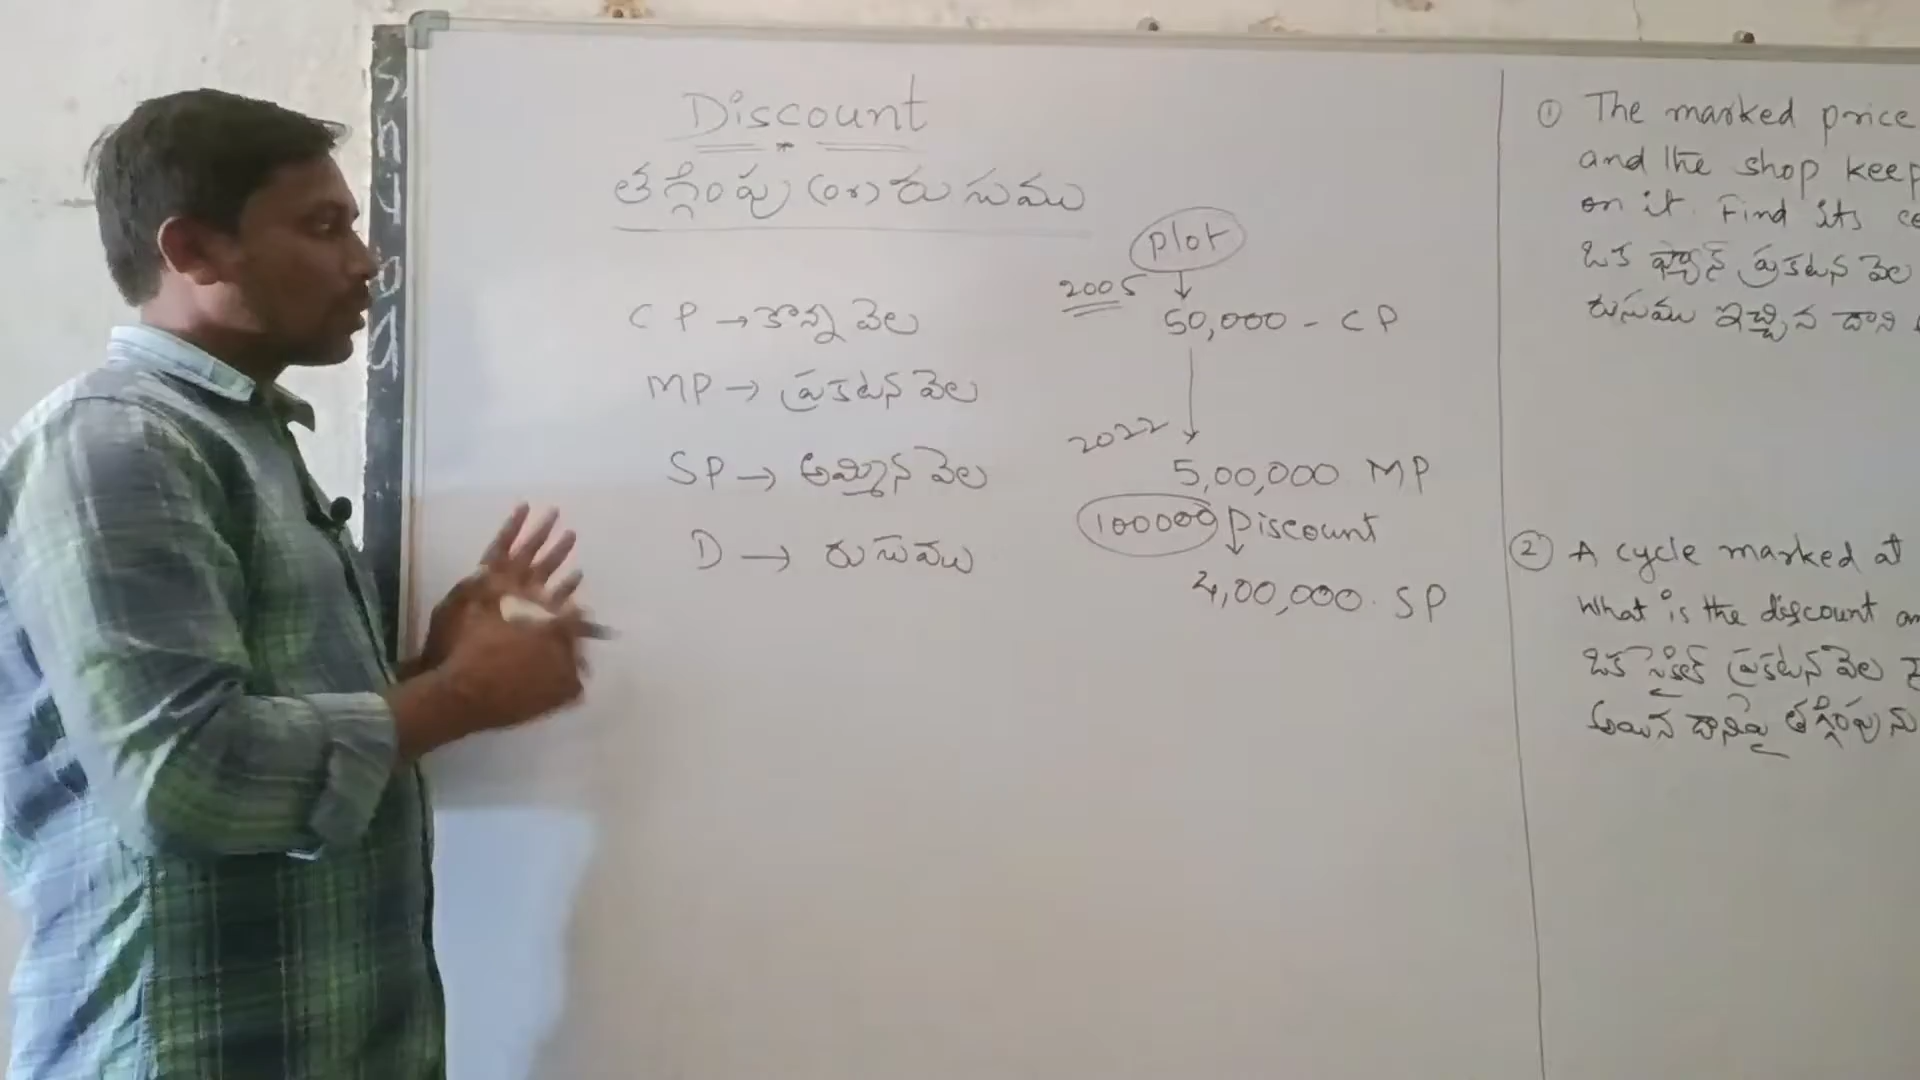 Discount
తగ్గింపు (or) రుసుము
CP → కొన్న వెల
MP → ప్రకటన వెల
SP → అమ్మిన వెల
D → రుసుము
plot
2005
50,000 - CP
2022
5,00,000 MP
100000 Discount
4,00,000. SP
① The marked price
and the shop keep
on it. Find its
ఒక ఫ్యాన్ ప్రకటన వెల
రుసుము ఇచ్చిన దాని
② A cycle marked at
What is the discount
ఒక సైకిల్ ప్రకటన వెల
అయిన దానిపై తగ్గింపును